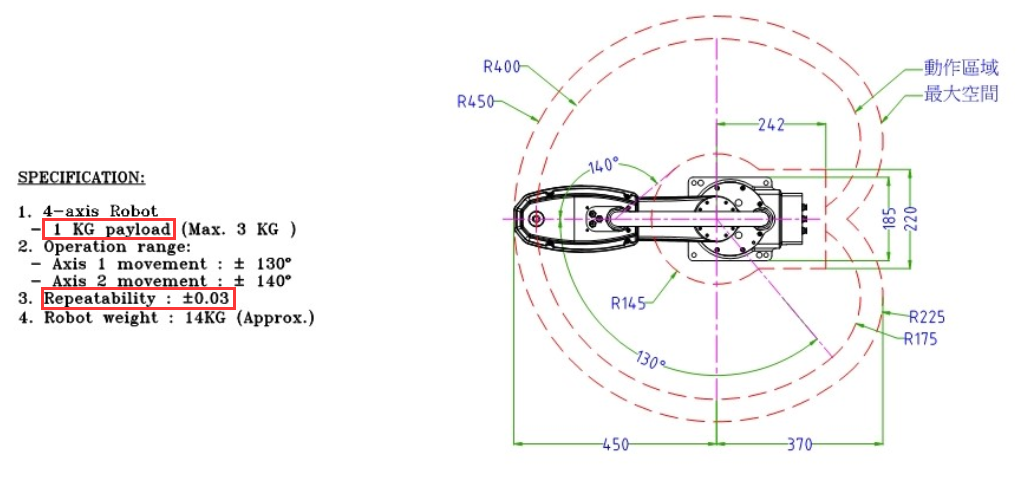 SPECIFICATION:
1. 4-axis Robot
- 1 KG payload (Max. 3 KG )
2. Operation range:
- Axis 1 movement : ± 130°
- Axis 2 movement : ± 140°
3. Repeatability : ±0.03
4. Robot weight : 14KG (Approx.)
R400
動作區域
R450
最大空間
242
140°
185
220
R145
R225
R175
130°
450
370